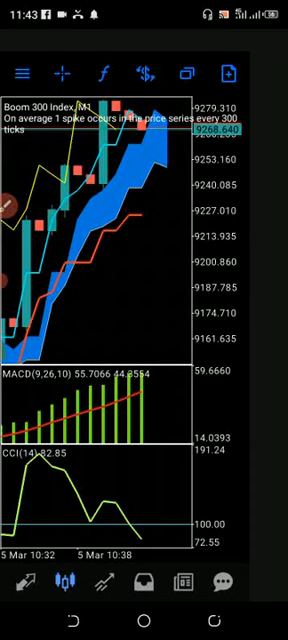 11:43
58
Boom 300 Index, M1
On average 1 spike occurs in the price series every 300
ticks
9279.310
9268.640
9253.160
9240.085
9227.010
9213.935
9200.860
9187.785
9174.710
9161.635
MACD(9,26,10) 55.7066 44.3554
59.6660
14.0393
CCI(14) 82.85
191.24
100.00
72.55
5 Mar 10:32
5 Mar 10:38